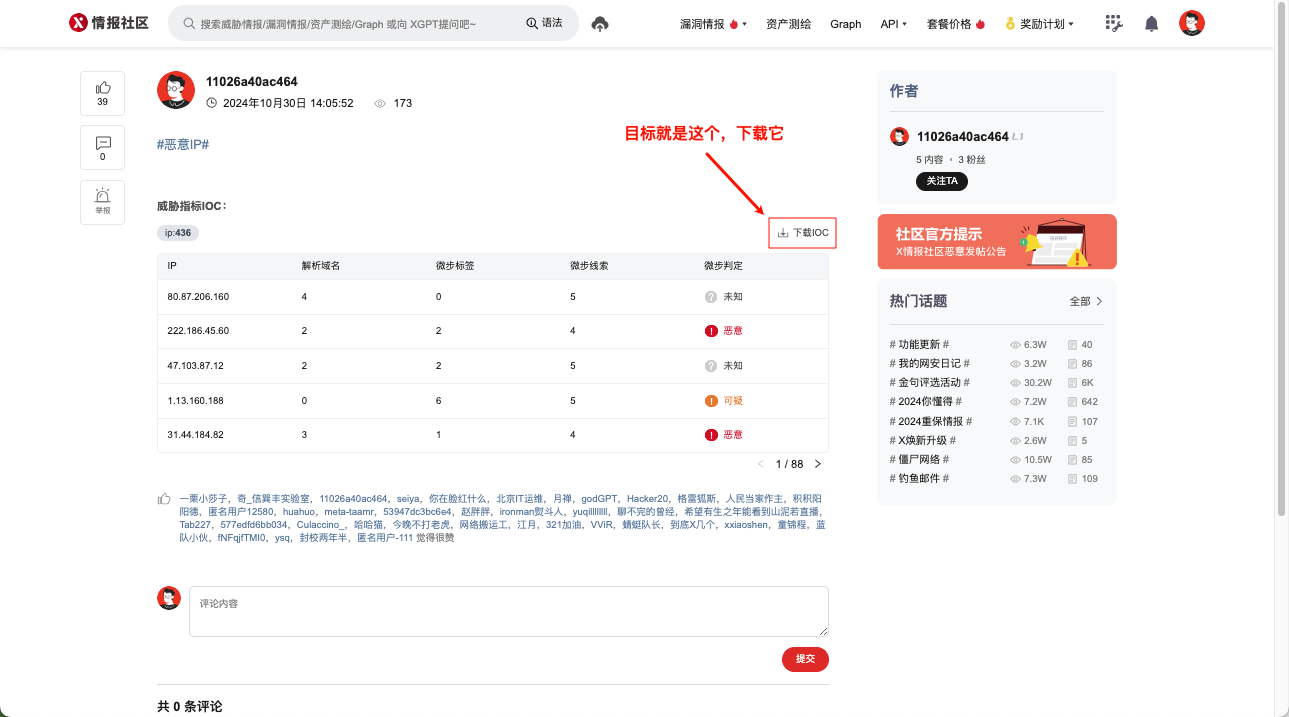 情报社区
搜索威胁情报/漏洞情报/资产测绘/Graph 或向 XGPT提问吧~
语法
漏洞情报 资产测绘 Graph API 套餐价格 奖励计划
39
0
举报
11026a40ac464
2024年10月30日 14:05:52 173
#恶意IP#
目标就是这个，下载它
威胁指标IOC：
ip:436
下载IOC
IP 解析域名 微步标签 微步线索 微步判定
80.87.206.160 4 0 5 未知
222.186.45.60 2 2 4 恶意
47.103.87.12 2 2 5 未知
1.13.160.188 0 6 5 可疑
31.44.184.82 3 1 4 恶意
1 / 88
一栗小莎子，奇_信巽丰实验室，11026a40ac464，seiya，你在脸红什么，北京IT运维，月禅，godGPT，Hacker20，格雷狐斯，人民当家作主，积积阳
阳德，匿名用户12580，huahuo，meta-taamr，53947dc3bc6e4，赵胖胖，ironman熨斗人，yuqillllllll，聊不完的曾经，希望有生之年能看到山泥若直播，
Tab227，577edfd6bb034，Culaccino_，哈哈猫，今晚不打老虎，网络搬运工，江月，321加油，VViR，蜻蜓队长，到底X几个，xxiaoshen，童锦程，蓝
队小伙，fNFqjfTMI0，ysq，封校两年半，匿名用户-111 觉得很赞
评论内容
提交
共 0 条评论
作者
11026a40ac464
5 内容 · 3 粉丝
关注TA
社区官方提示
X情报社区恶意发帖公告
热门话题 全部
# 功能更新 # 6.3W 40
# 我的网安日记 # 3.2W 86
# 金句评选活动 # 30.2W 6K
# 2024你懂得 # 7.2W 642
# 2024重保情报 # 7.1K 107
# X焕新升级 # 2.6W 5
# 僵尸网络 # 10.5W 85
# 钓鱼邮件 # 7.3W 109